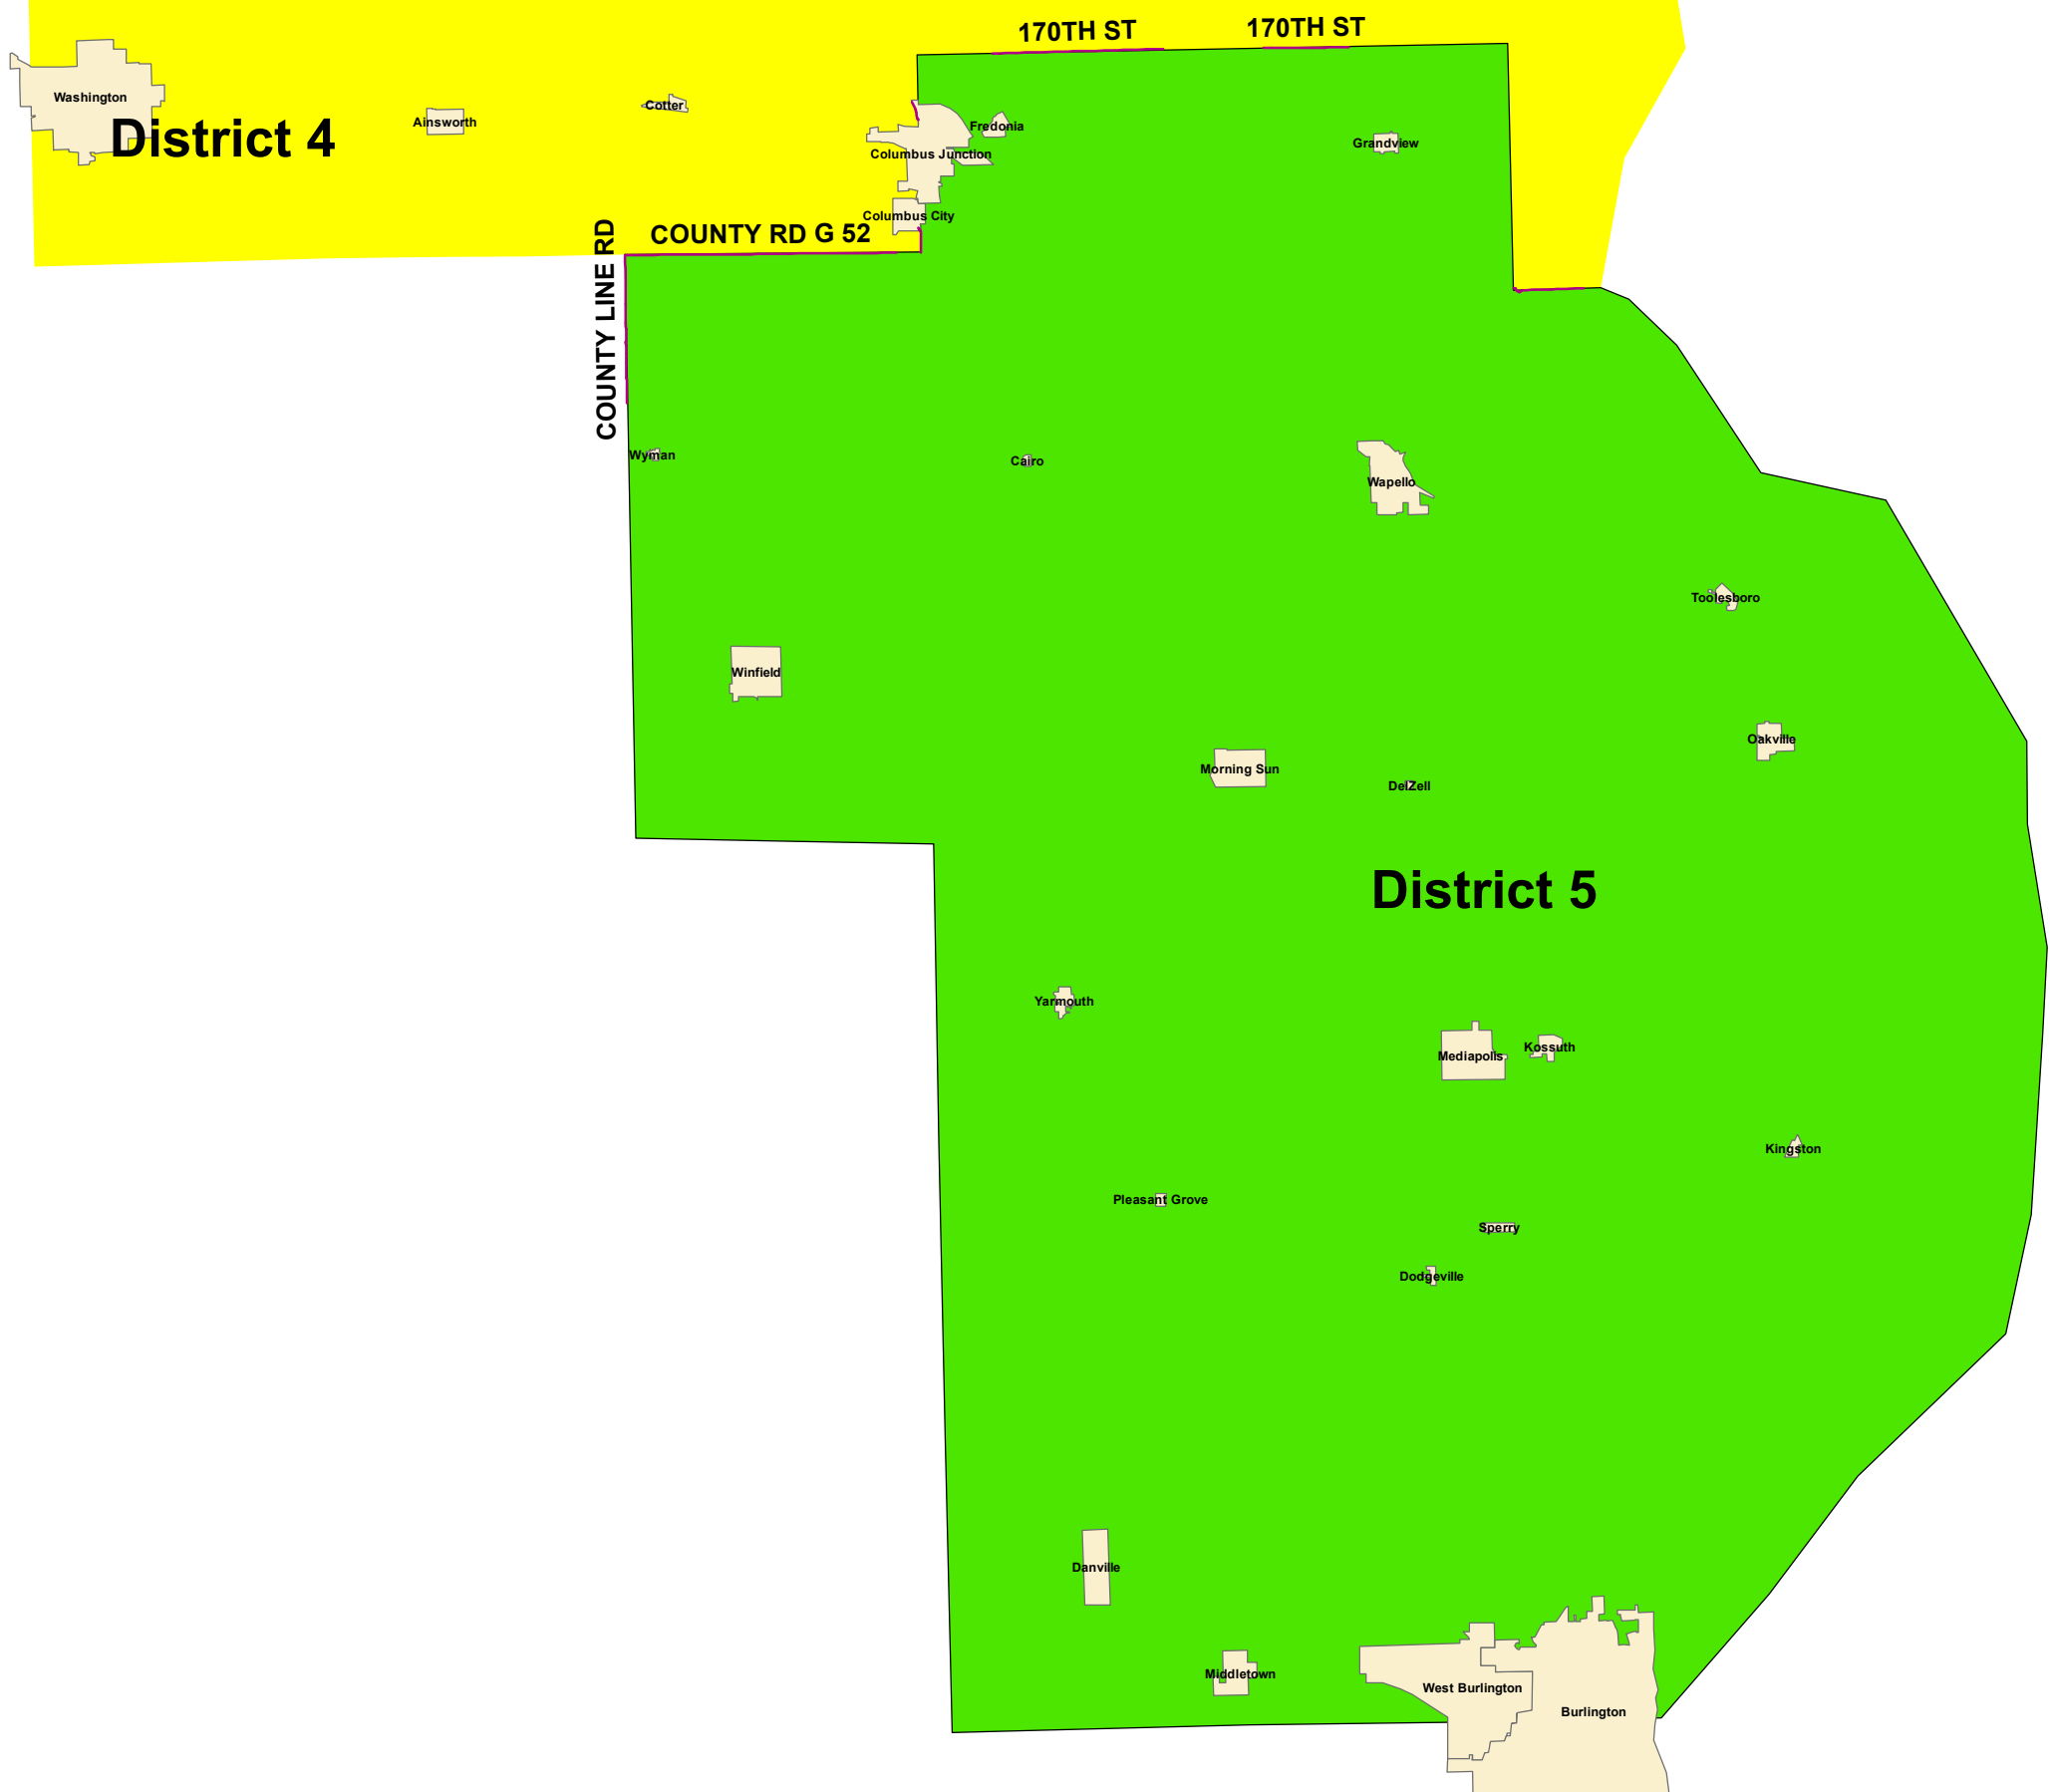 170TH ST
170TH ST
Washington
District 4
Ainsworth
Cotter
Fredonia
Columbus Junction
Grandview
Columbus City
COUNTY RD G 52
COUNTY LINE RD
Wyman
Cairo
Wapello
Toolesboro
Winfield
Oakville
Morning Sun
DelZell
District 5
Yarmouth
Mediapolis
Kossuth
Kingston
Pleasant Grove
Sperry
Dodgeville
Danville
Middletown
West Burlington
Burlington